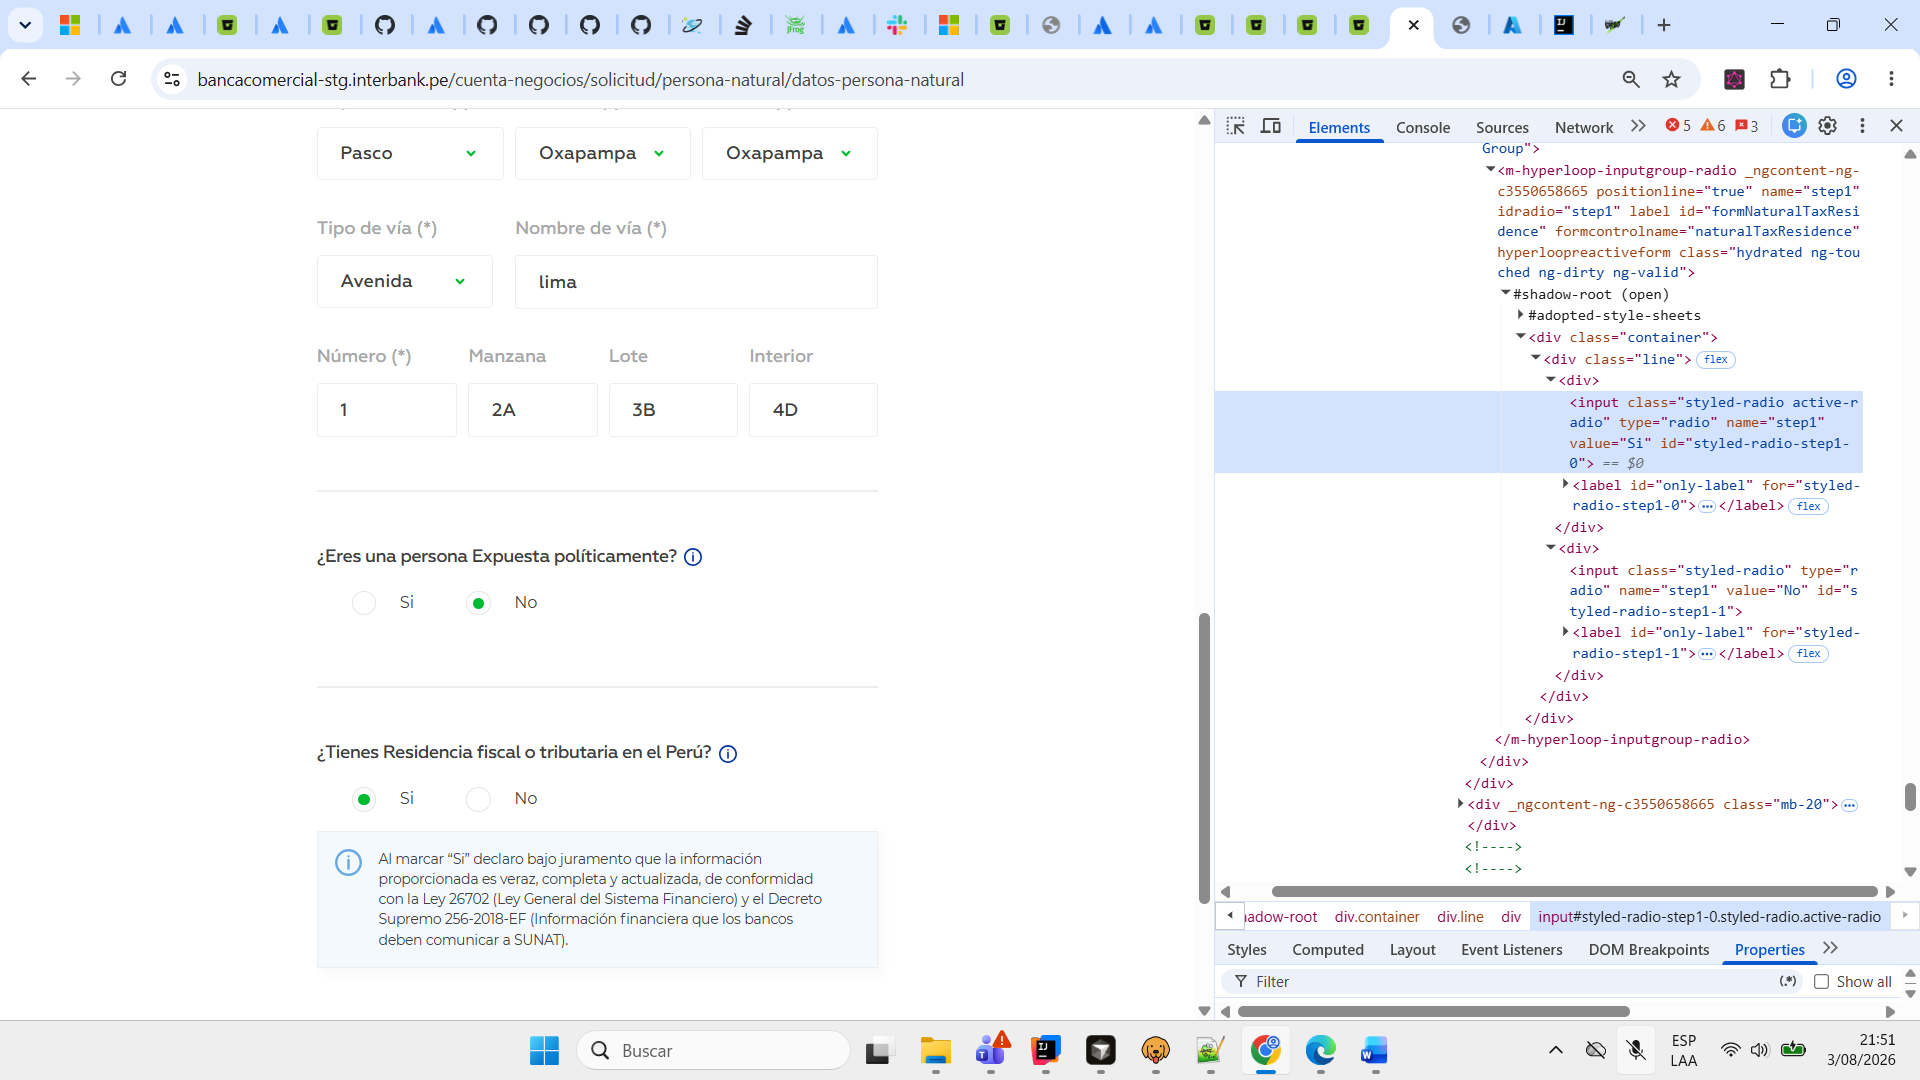 bancacomercial-stg.interbank.pe/cuenta-negocios/solicitud/persona-natural/datos-persona-natural
Pasco
Oxapampa
Oxapampa
Tipo de vía (*)
Nombre de vía (*)
Avenida
lima
Número (*)
Manzana
Lote
Interior
1
2A
3B
4D
¿Eres una persona Expuesta políticamente?
Si
No
¿Tienes Residencia fiscal o tributaria en el Perú?
Si
No
Al marcar “Si” declaro bajo juramento que la información
proporcionada es veraz, completa y actualizada, de conformidad
con la Ley 26702 (Ley General del Sistema Financiero) y el Decreto
Supremo 256-2018-EF (Información financiera que los bancos
deben comunicar a SUNAT).
Elements
Console
Sources
Network
5
6
3
Group">
<m-hyperloop-inputgroup-radio _ngcontent-ng-
c3550658665 positionline="true" name="step1"
idradio="step1" label id="formNaturalTaxResi
dence" formcontrolname="naturalTaxResidence"
hyperloopreactiveform class="hydrated ng-tou
ched ng-dirty ng-valid">
#shadow-root (open)
#adopted-style-sheets
<div class="container">
<div class="line"> flex
<div>
<input class="styled-radio active-r
adio" type="radio" name="step1"
value="Si" id="styled-radio-step1-
0"> == $0
<label id="only-label" for="styled-
radio-step1-0"> ⋯ </label> flex
</div>
<div>
<input class="styled-radio" type="r
adio" name="step1" value="No" id="s
tyled-radio-step1-1">
<label id="only-label" for="styled-
radio-step1-1"> ⋯ </label> flex
</div>
</div>
</div>
</m-hyperloop-inputgroup-radio>
</div>
</div>
<div _ngcontent-ng-c3550658665 class="mb-20"> ⋯
</div>
<!---->
<!---->
adow-root
div.container
div.line
div
input#styled-radio-step1-0.styled-radio.active-radio
Styles
Computed
Layout
Event Listeners
DOM Breakpoints
Properties
Filter
(.*)
Show all
Buscar
ESP
LAA
21:51
3/08/2026